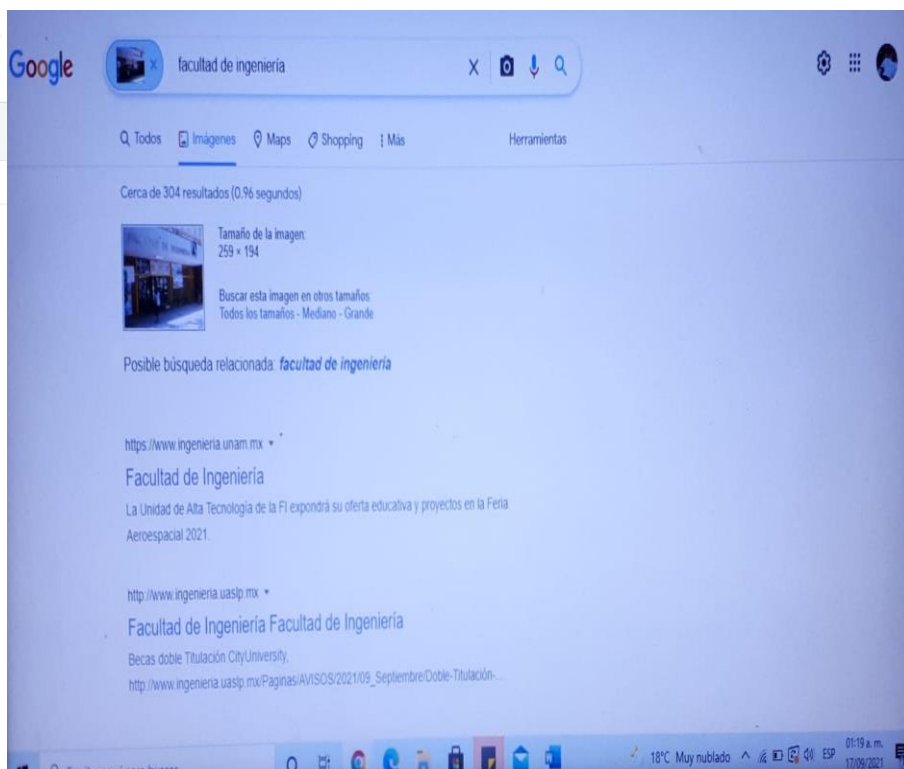 Google
facultad de ingeniería
Todos Imágenes Maps Shopping Más Herramientas
Cerca de 304 resultados (0.96 segundos)
Tamaño de la imagen:
259 × 194
Buscar esta imagen en otros tamaños:
Todos los tamaños - Mediano - Grande
Posible búsqueda relacionada: facultad de ingeniería
https://www.ingenieria.unam.mx
Facultad de Ingeniería
La Unidad de Alta Tecnología de la FI expondrá su oferta educativa y proyectos en la Feria
Aeroespacial 2021.
http://www.ingenieria.uaslp.mx
Facultad de Ingeniería Facultad de Ingeniería
Becas doble Titulación CityUniversity;
http://www.ingenieria.uaslp.mx/Paginas/AVISOS/2021/09_Septiembre/Doble-Titulación-...
18°C Muy nublado ESP
01:19 a. m.
17/09/2021